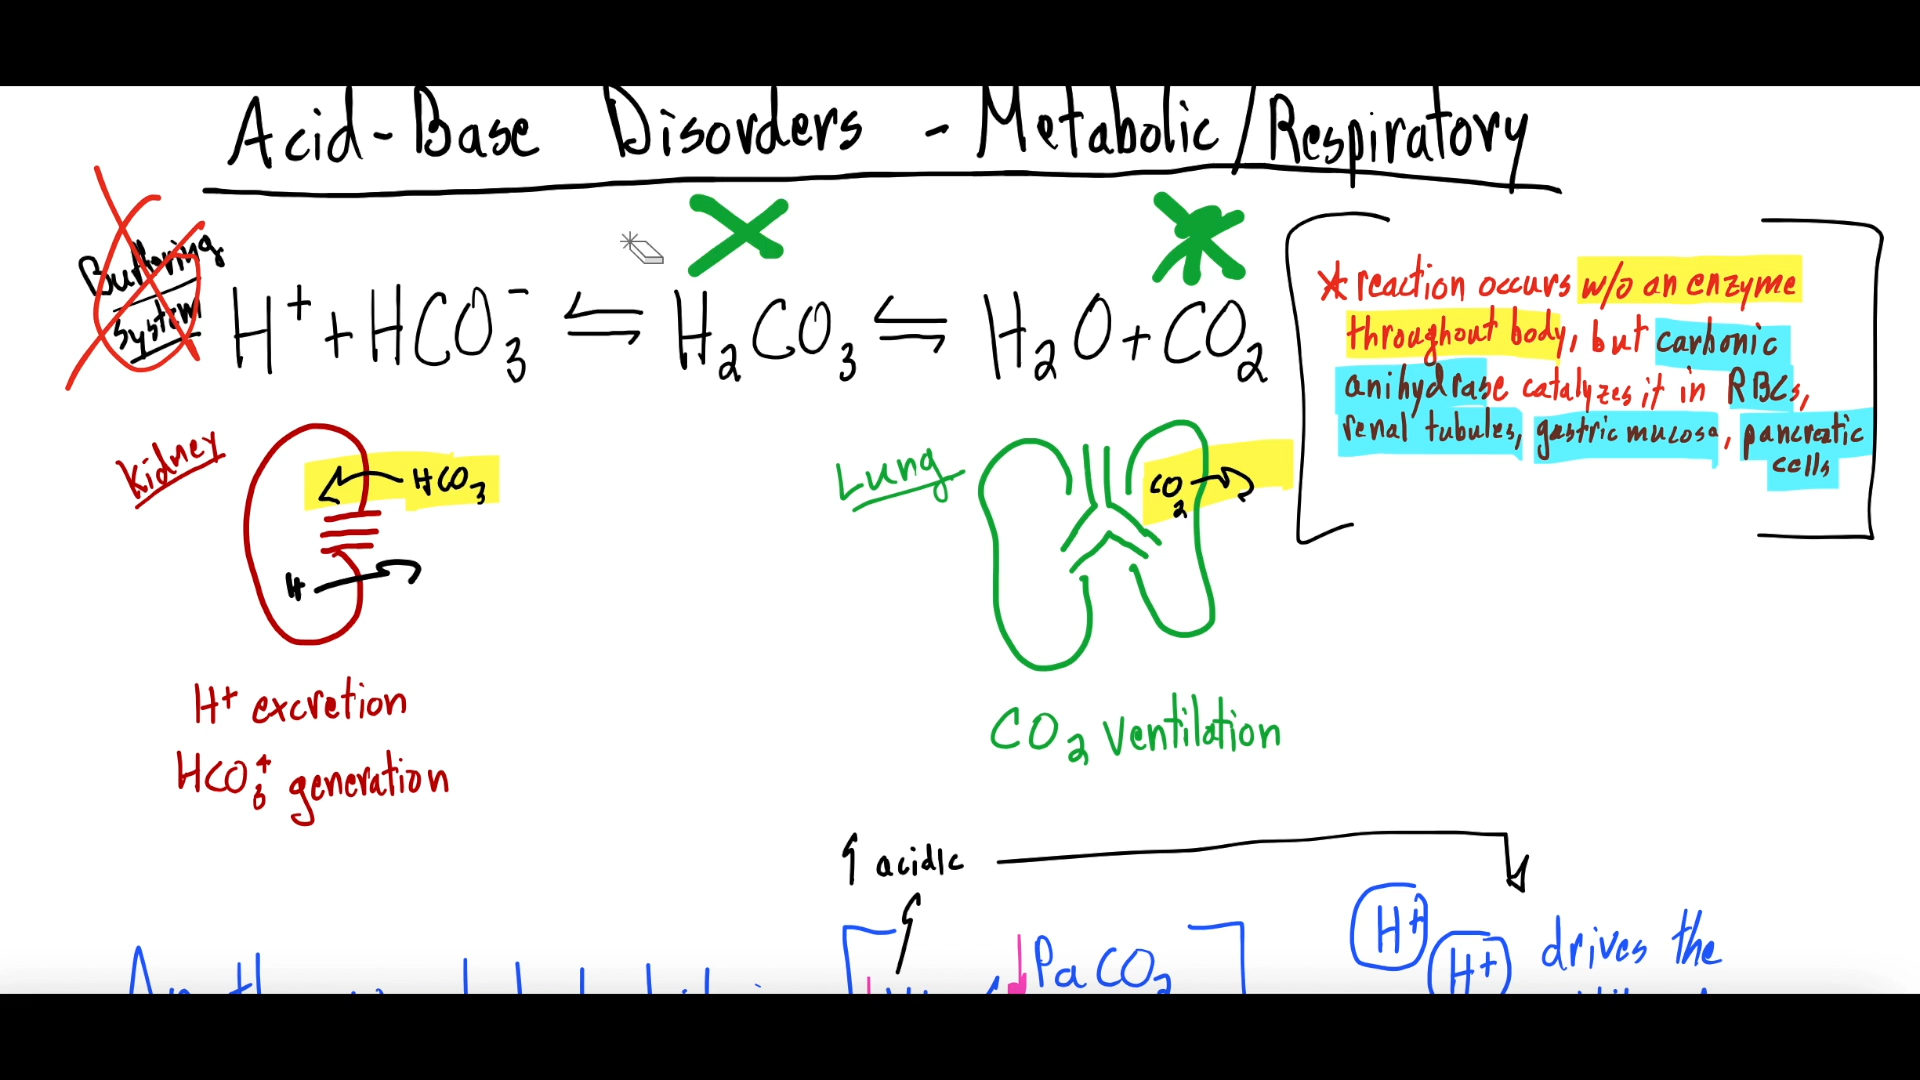 Acid-Base Disorders - Metabolic/Respiratory
Buffering
System
H⁺ + HCO₃⁻ ⇌ H₂CO₃ ⇌ H₂O + CO₂
* reaction occurs w/o an enzyme
throughout body, but carbonic
anihydrase catalyzes it in RBCs,
renal tubules, gastric mucosa, pancreatic
cells
Kidney
HCO₃
H
Lung
CO₂
H+ excretion
HCO₃⁺ generation
CO₂ ventilation
acidic
H+
H+
drives the
PaCO₂